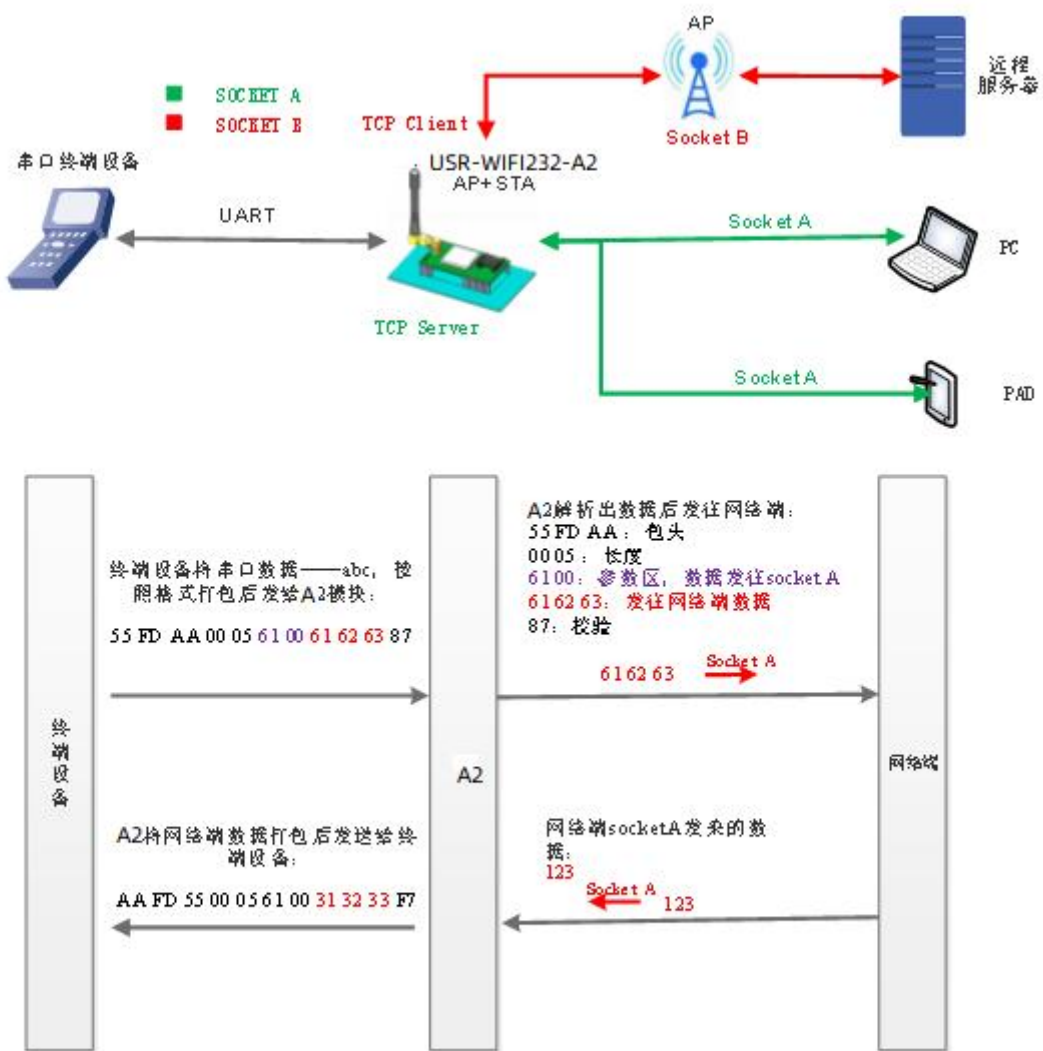 AP
远程
服务器
SOCKET A
SOCKET B
TCP Client
Socket B
串口终端设备
USR-WIFI232-A2
AP+STA
UART
Socket A
PC
TCP Server
Socket A
PAD
A2解析出数据后发往网络端:
55 FD AA: 包头
0005: 长度
6100: 参数区, 数据发往socket A
61 62 63: 发往网络端数据
87: 校验
终端设备将串口数据——abc, 按
照格式打包后发给A2模块:
55 FD AA 00 05 61 00 61 62 63 87
61 62 63
Socket A
终端设备
A2
网络端
A2将网络端数据打包后发送给终
端设备:
AA FD 55 00 05 61 00 31 32 33 F7
网络端socketA发来的数
据:
123
Socket A
123